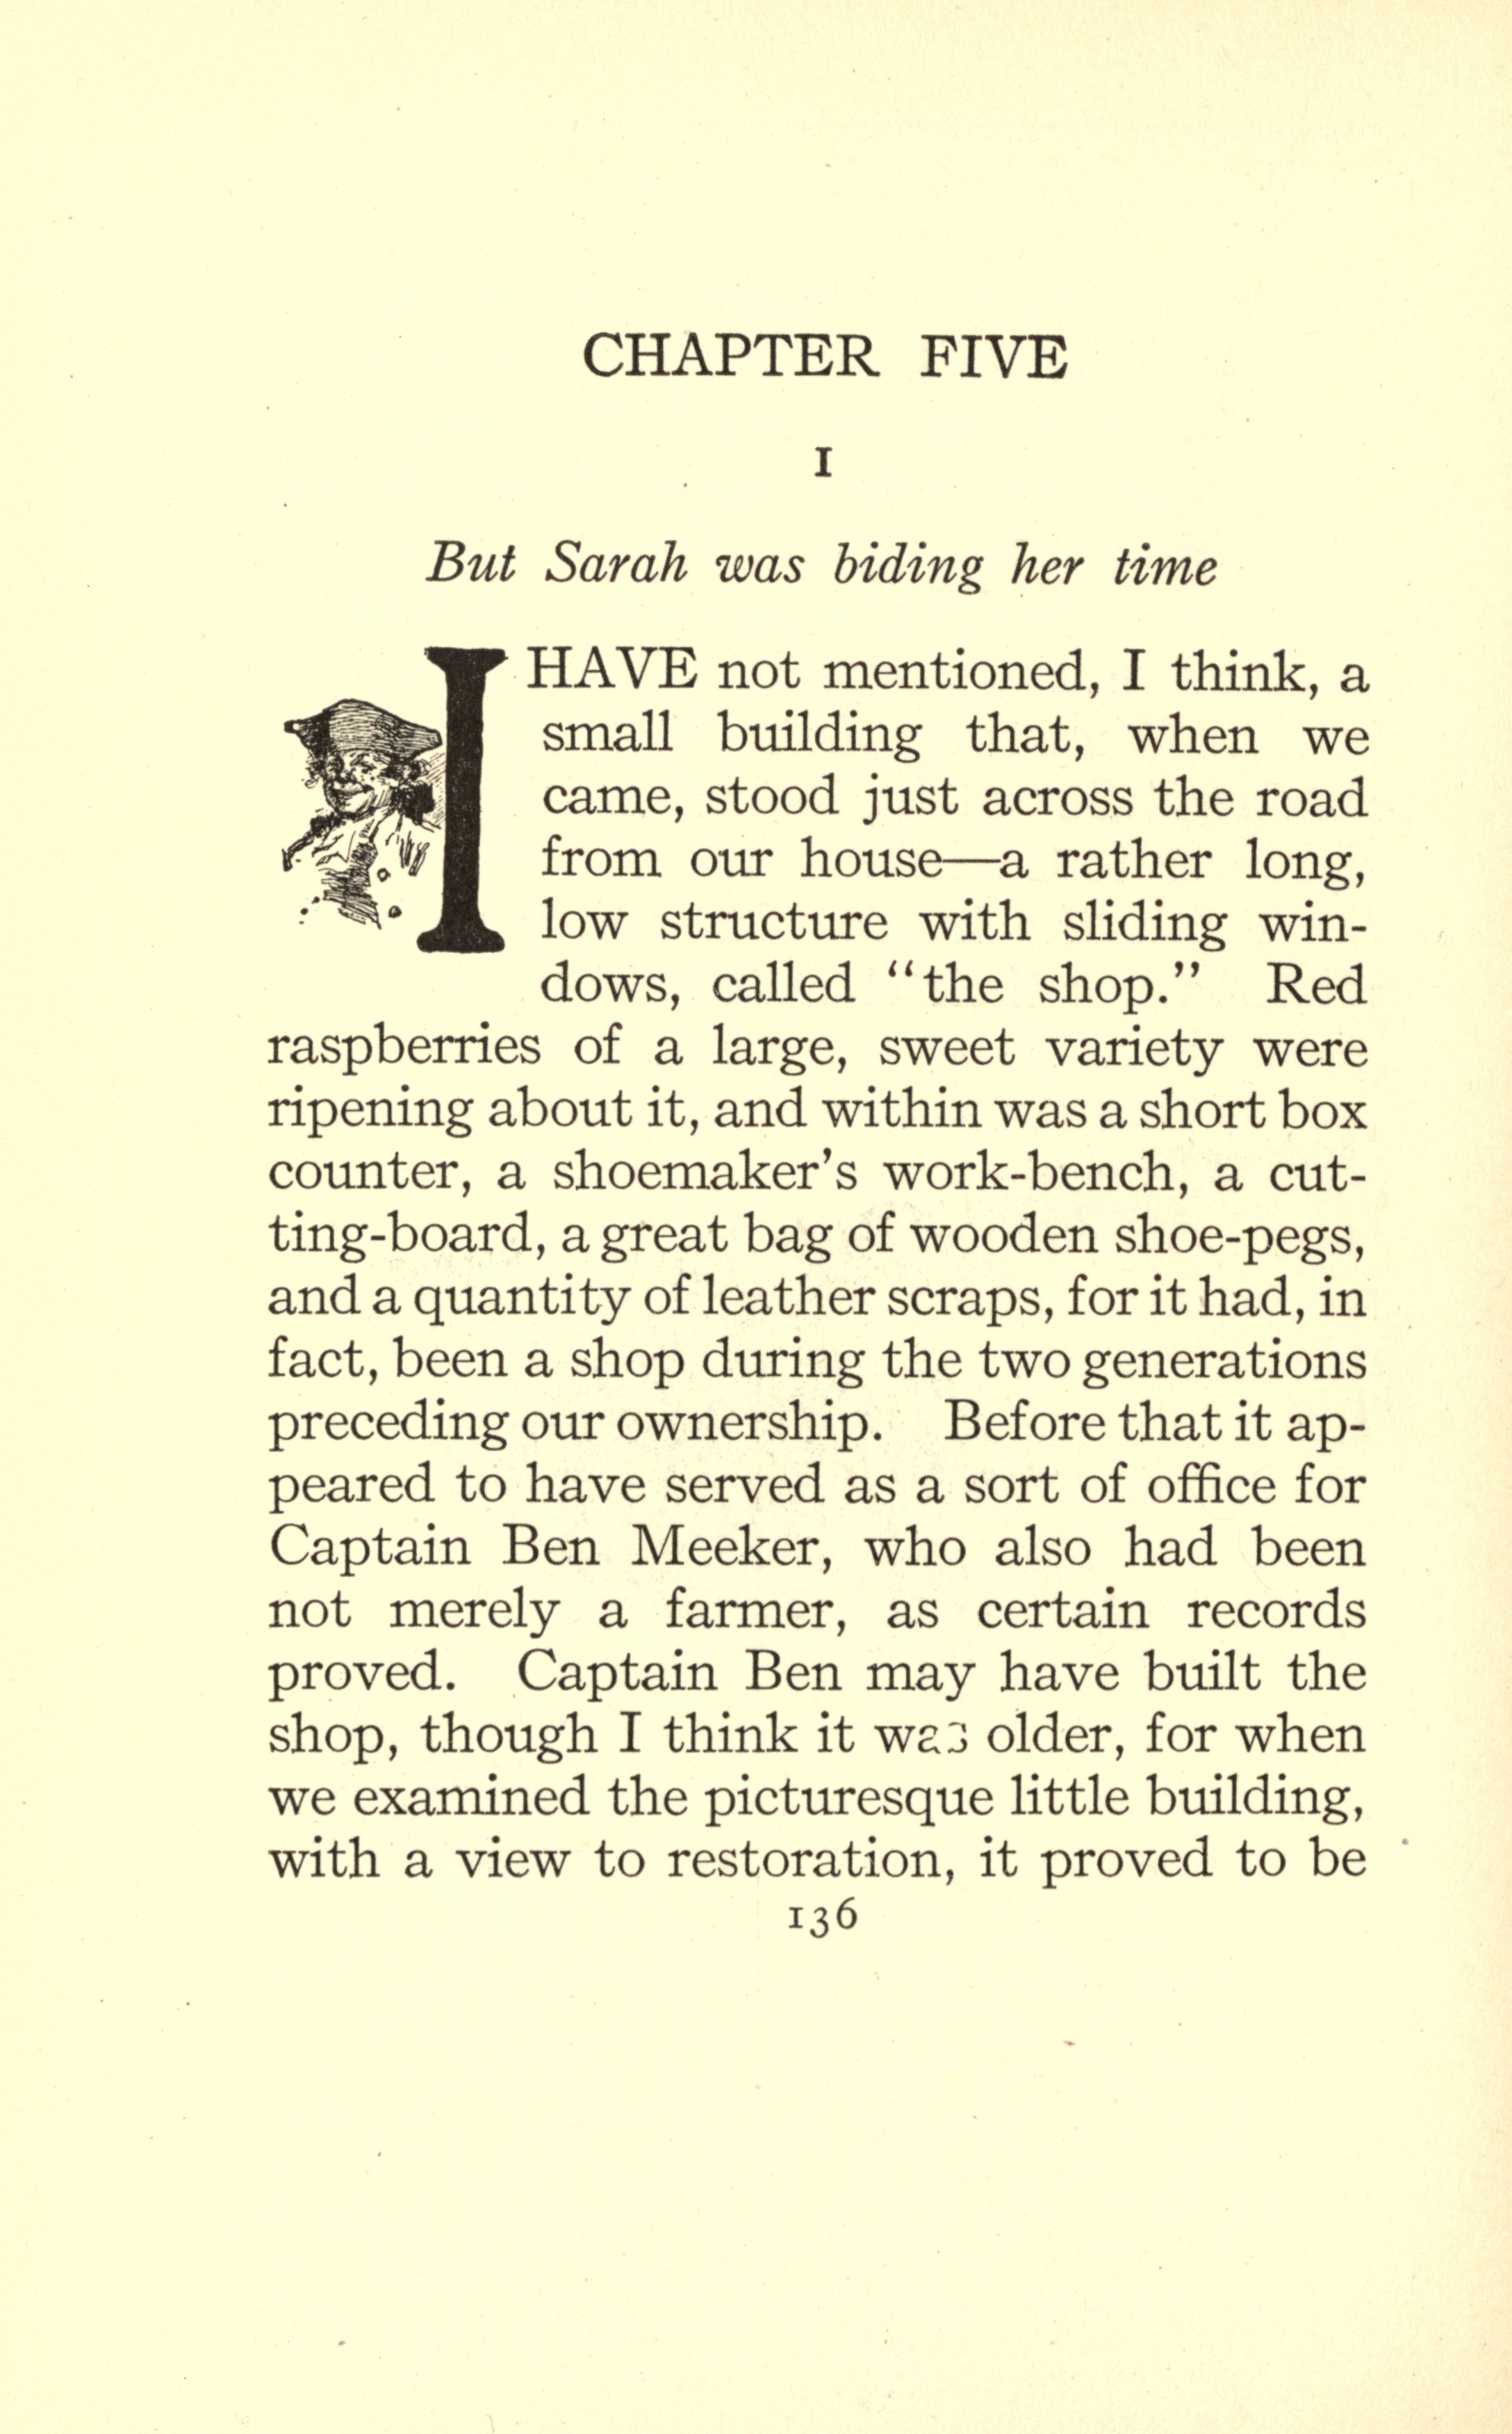 CHAPTER FIVE
I
But Sarah was biding her time
I HAVE not mentioned, I think, a
small building that, when we
came, stood just across the road
from our house—a rather long,
low structure with sliding win-
dows, called “the shop.” Red
raspberries of a large, sweet variety were
ripening about it, and within was a short box
counter, a shoemaker’s work-bench, a cut-
ting-board, a great bag of wooden shoe-pegs,
and a quantity of leather scraps, for it had, in
fact, been a shop during the two generations
preceding our ownership. Before that it ap-
peared to have served as a sort of office for
Captain Ben Meeker, who also had been
not merely a farmer, as certain records
proved. Captain Ben may have built the
shop, though I think it was older, for when
we examined the picturesque little building,
with a view to restoration, it proved to be
136